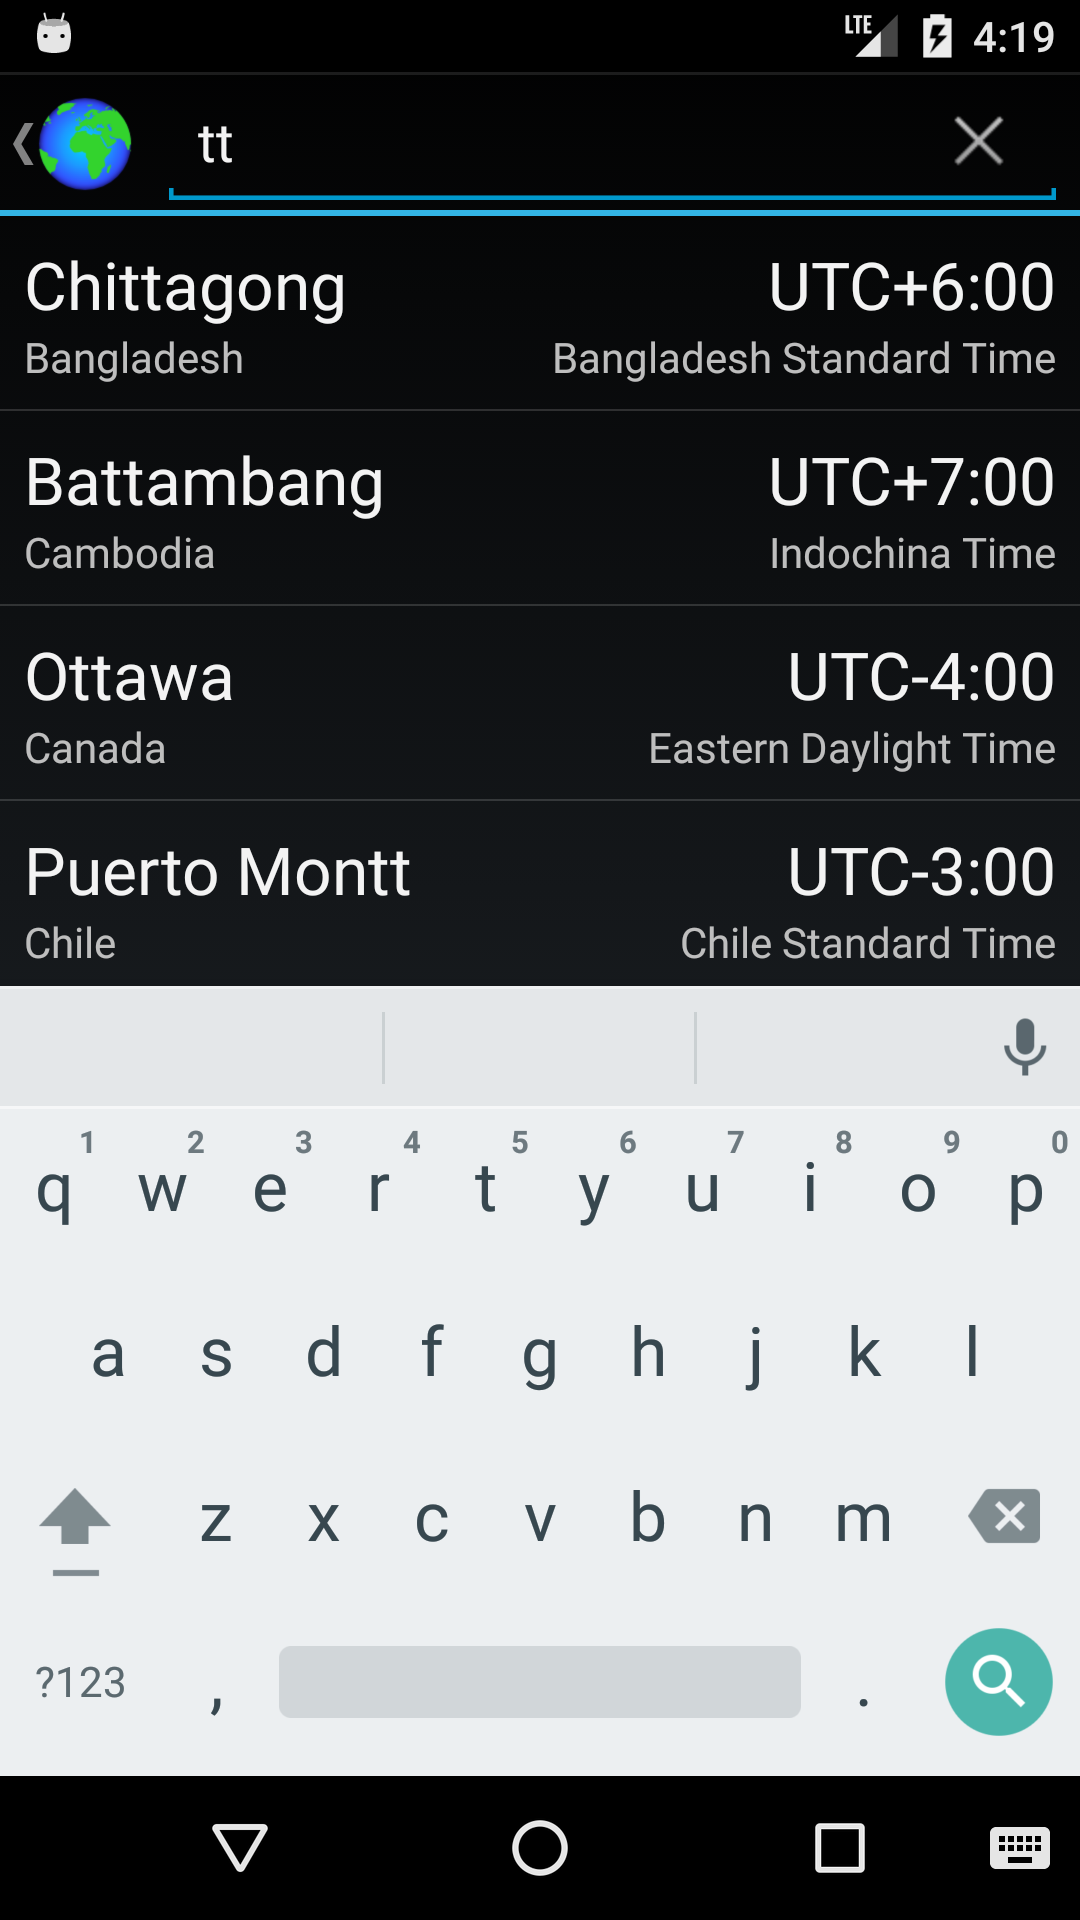 LTE 4:19
tt
Chittagong UTC+6:00
Bangladesh Bangladesh Standard Time
Battambang UTC+7:00
Cambodia Indochina Time
Ottawa UTC-4:00
Canada Eastern Daylight Time
Puerto Montt UTC-3:00
Chile Chile Standard Time
1 2 3 4 5 6 7 8 9 0
q w e r t y u i o p
a s d f g h j k l
z x c v b n m
?123 , .